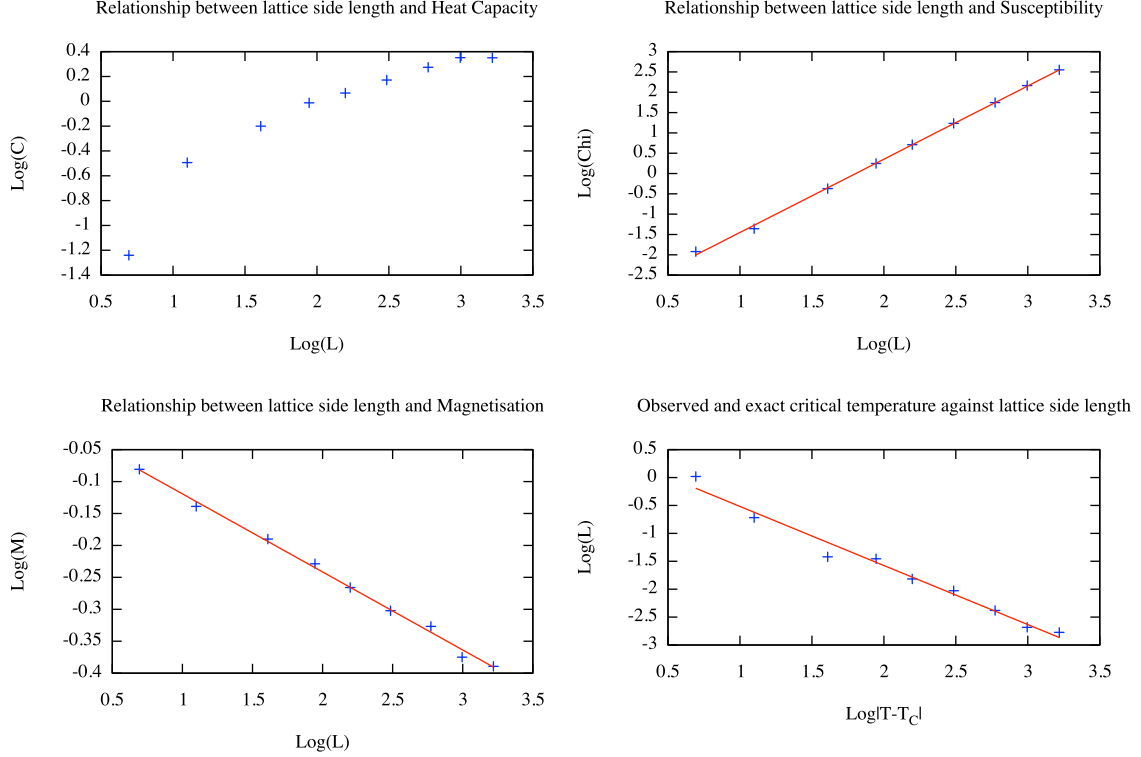 Relationship between lattice side length and Heat Capacity
0.4
0.2
0
-0.2
-0.4
-0.6
-0.8
-1
-1.2
-1.4
Log(C)
0.5 1 1.5 2 2.5 3 3.5
Log(L)
Relationship between lattice side length and Susceptibility
3
2.5
2
1.5
1
0.5
0
-0.5
-1
-1.5
-2
-2.5
Log(Chi)
0.5 1 1.5 2 2.5 3 3.5
Log(L)
Relationship between lattice side length and Magnetisation
-0.05
-0.1
-0.15
-0.2
-0.25
-0.3
-0.35
-0.4
Log(M)
0.5 1 1.5 2 2.5 3 3.5
Log(L)
Observed and exact critical temperature against lattice side length
0.5
0
-0.5
-1
-1.5
-2
-2.5
-3
Log(L)
0.5 1 1.5 2 2.5 3 3.5
Log|T-T_C|